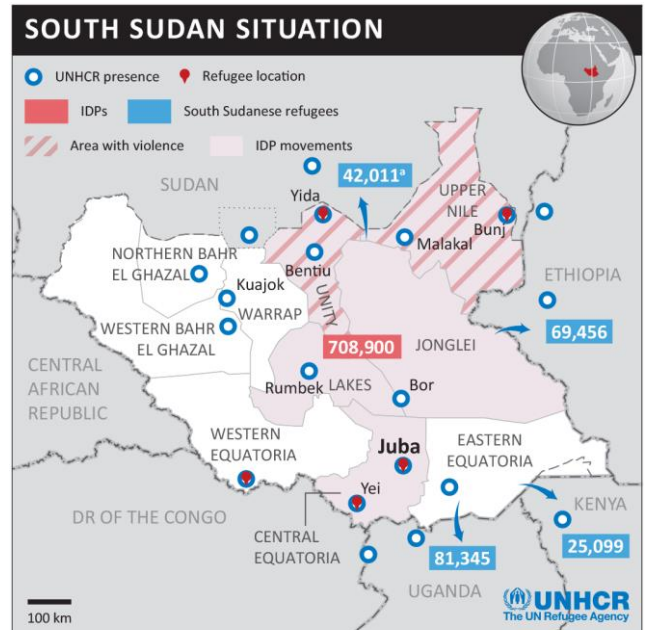 SOUTH SUDAN SITUATION
UNHCR presence
Refugee location
IDPs
South Sudanese refugees
Area with violence
IDP movements
SUDAN
42,011ª
Yida
UPPER
NILE
Bunj
Malakal
NORTHERN BAHR
EL GHAZAL
Bentiu
ETHIOPIA
Kuajok
UNITY
WARRAP
WESTERN BAHR
EL GHAZAL
69,456
708,900
JONGLEI
CENTRAL
AFRICAN
REPUBLIC
Rumbek
LAKES
Bor
WESTERN
EQUATORIA
Juba
EASTERN
EQUATORIA
Yei
KENYA
DR OF THE CONGO
CENTRAL
EQUATORIA
25,099
81,345
UGANDA
100 km
UNHCR
The UN Refugee Agency